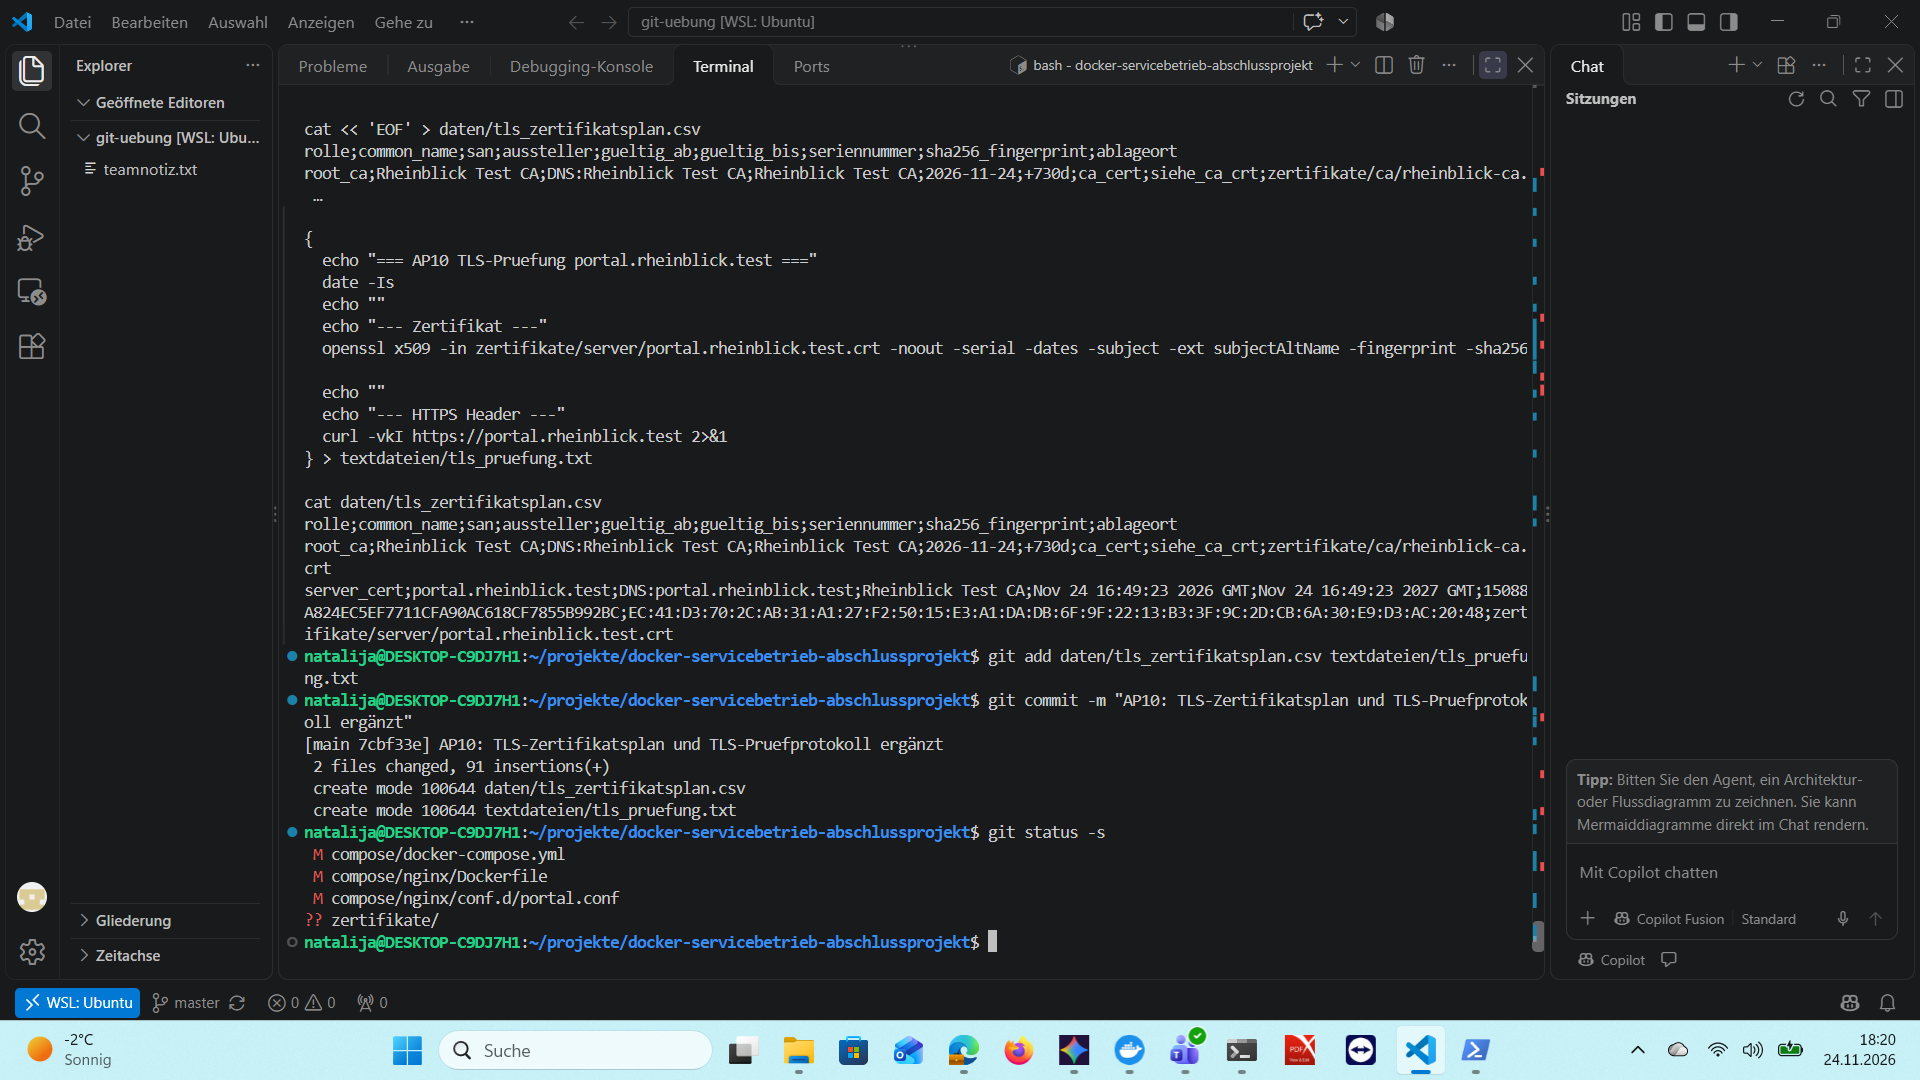 Datei Bearbeiten Auswahl Anzeigen Gehe zu ···
git-uebung [WSL: Ubuntu]
Explorer
Geöffnete Editoren
git-uebung [WSL: Ubu...
teamnotiz.txt
Gliederung
Zeitachse
Probleme Ausgabe Debugging-Konsole Terminal Ports
bash - docker-servicebetrieb-abschlussprojekt
cat << 'EOF' > daten/tls_zertifikatsplan.csv
rolle;common_name;san;aussteller;gueltig_ab;gueltig_bis;seriennummer;sha256_fingerprint;ablageort
root_ca;Rheinblick Test CA;DNS:Rheinblick Test CA;Rheinblick Test CA;2026-11-24;+730d;ca_cert;siehe_ca_crt;zertifikate/ca/rheinblick-ca.
…
{
echo "=== AP10 TLS-Pruefung portal.rheinblick.test ==="
date -Is
echo ""
echo "--- Zertifikat ---"
openssl x509 -in zertifikate/server/portal.rheinblick.test.crt -noout -serial -dates -subject -ext subjectAltName -fingerprint -sha256
echo ""
echo "--- HTTPS Header ---"
curl -vkI https://portal.rheinblick.test 2>&1
} > textdateien/tls_pruefung.txt
cat daten/tls_zertifikatsplan.csv
rolle;common_name;san;aussteller;gueltig_ab;gueltig_bis;seriennummer;sha256_fingerprint;ablageort
root_ca;Rheinblick Test CA;DNS:Rheinblick Test CA;Rheinblick Test CA;2026-11-24;+730d;ca_cert;siehe_ca_crt;zertifikate/ca/rheinblick-ca.
crt
server_cert;portal.rheinblick.test;DNS:portal.rheinblick.test;Rheinblick Test CA;Nov 24 16:49:23 2026 GMT;Nov 24 16:49:23 2027 GMT;15088
A824EC5EF7711CFA90AC618CF7855B992BC;EC:41:D3:70:2C:AB:31:A1:27:F2:50:15:E3:A1:DA:DB:6F:9F:22:13:B3:3F:9C:2D:CB:6A:30:E9:D3:AC:20:48;zert
ifikate/server/portal.rheinblick.test.crt
natalija@DESKTOP-C9DJ7H1:~/projekte/docker-servicebetrieb-abschlussprojekt$ git add daten/tls_zertifikatsplan.csv textdateien/tls_pruefu
ng.txt
natalija@DESKTOP-C9DJ7H1:~/projekte/docker-servicebetrieb-abschlussprojekt$ git commit -m "AP10: TLS-Zertifikatsplan und TLS-Pruefprotok
oll ergänzt"
[main 7cbf33e] AP10: TLS-Zertifikatsplan und TLS-Pruefprotokoll ergänzt
2 files changed, 91 insertions(+)
create mode 100644 daten/tls_zertifikatsplan.csv
create mode 100644 textdateien/tls_pruefung.txt
natalija@DESKTOP-C9DJ7H1:~/projekte/docker-servicebetrieb-abschlussprojekt$ git status -s
M compose/docker-compose.yml
M compose/nginx/Dockerfile
M compose/nginx/conf.d/portal.conf
?? zertifikate/
natalija@DESKTOP-C9DJ7H1:~/projekte/docker-servicebetrieb-abschlussprojekt$
Chat
Sitzungen
Tipp: Bitten Sie den Agent, ein Architektur-
oder Flussdiagramm zu zeichnen. Sie kann
Mermaiddiagramme direkt im Chat rendern.
Mit Copilot chatten
Copilot Fusion Standard
Copilot
WSL: Ubuntu master 0 0 0
-2°C
Sonnig
Suche
18:20
24.11.2026